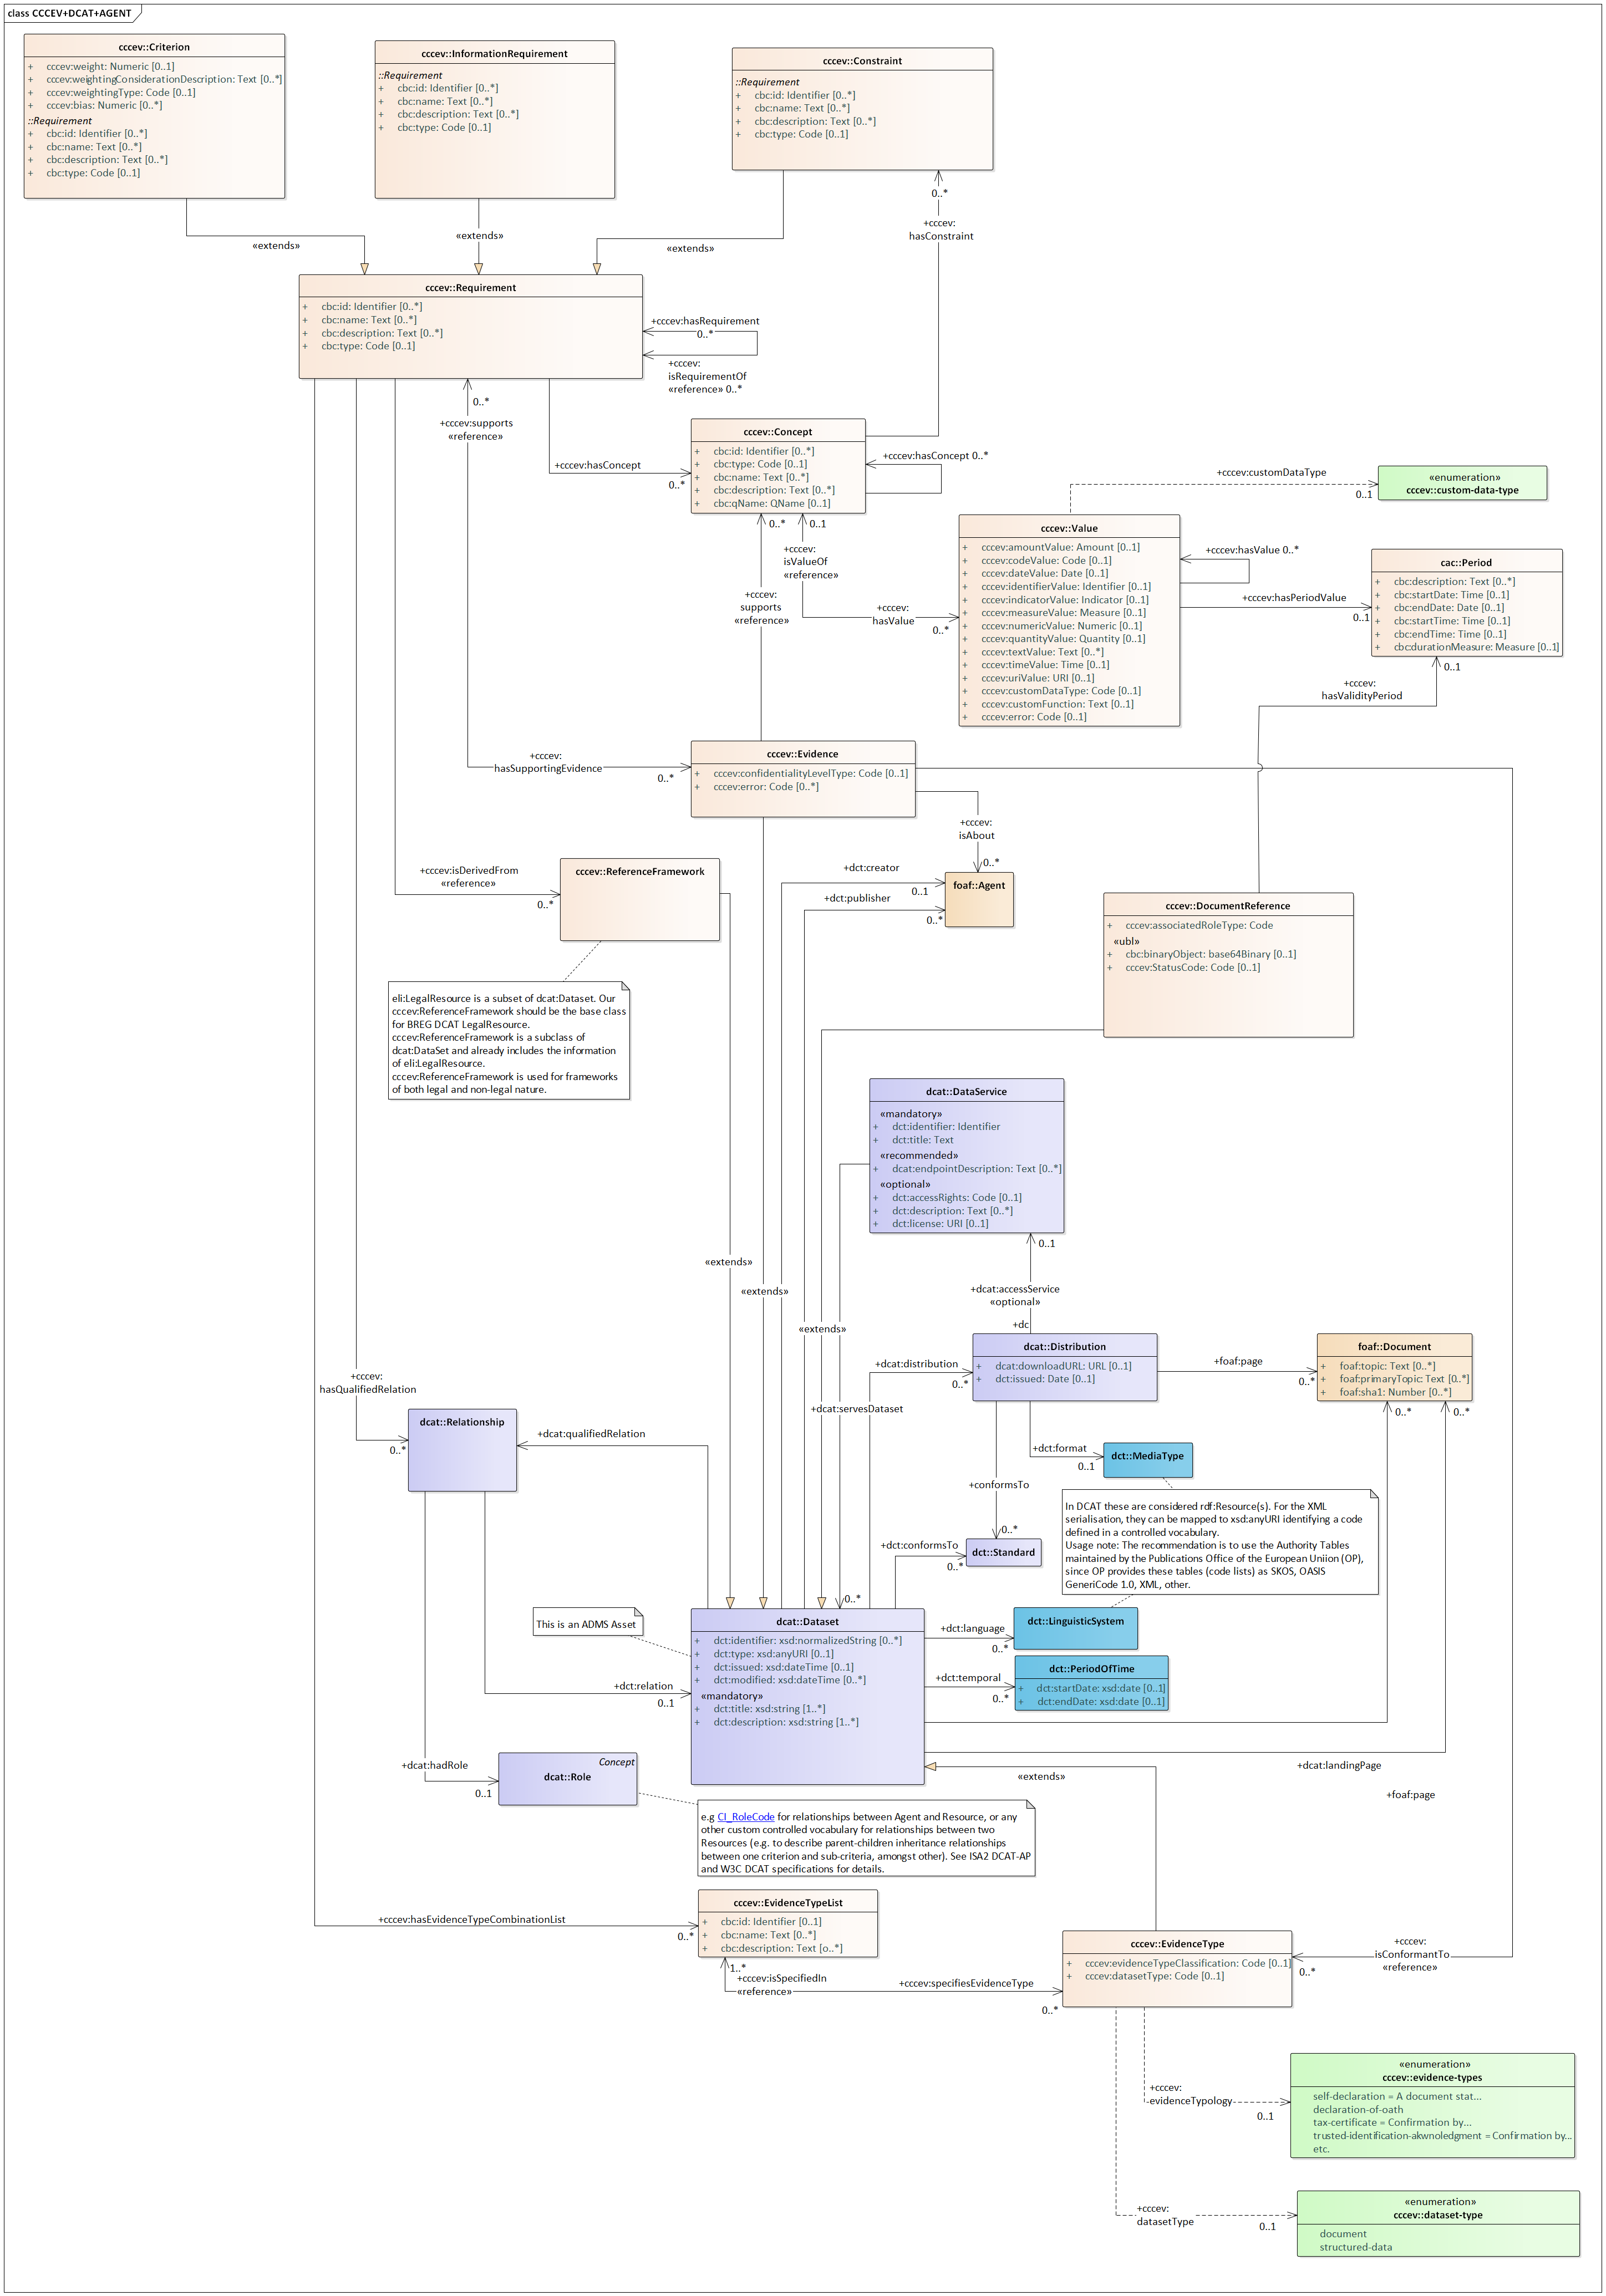 class CCCEV+DCAT+AGENT
cccev::Criterion
+ cccev:weight: Numeric [0..1]
+ cccev:weightingConsiderationDescription: Text [0..*]
+ cccev:weightingType: Code [0..1]
+ cccev:bias: Numeric [0..*]
::Requirement
+ cbc:id: Identifier [0..*]
+ cbc:name: Text [0..*]
+ cbc:description: Text [0..*]
+ cbc:type: Code [0..1]
cccev::InformationRequirement
::Requirement
+ cbc:id: Identifier [0..*]
+ cbc:name: Text [0..*]
+ cbc:description: Text [0..*]
+ cbc:type: Code [0..1]
cccev::Constraint
::Requirement
+ cbc:id: Identifier [0..*]
+ cbc:name: Text [0..*]
+ cbc:description: Text [0..*]
+ cbc:type: Code [0..1]
0..*
+cccev:
hasConstraint
«extends»
«extends»
«extends»
cccev::Requirement
+ cbc:id: Identifier [0..*]
+ cbc:name: Text [0..*]
+ cbc:description: Text [0..*]
+ cbc:type: Code [0..1]
+cccev:hasRequirement
0..*
+cccev:
isRequirementOf
«reference» 0..*
0..*
+cccev:supports
«reference»
+cccev:hasConcept
0..*
cccev::Concept
+ cbc:id: Identifier [0..*]
+ cbc:type: Code [0..1]
+ cbc:name: Text [0..*]
+ cbc:description: Text [0..*]
+ cbc:qName: QName [0..1]
+cccev:hasConcept 0..*
0..*
0..1
+cccev:
isValueOf
«reference»
+cccev:
supports
«reference»
+cccev:
hasValue
0..*
+cccev:customDataType
0..1
«enumeration»
cccev::custom-data-type
cccev::Value
+ cccev:amountValue: Amount [0..1]
+ cccev:codeValue: Code [0..1]
+ cccev:dateValue: Date [0..1]
+ cccev:identifierValue: Identifier [0..1]
+ cccev:indicatorValue: Indicator [0..1]
+ cccev:measureValue: Measure [0..1]
+ cccev:numericValue: Numeric [0..1]
+ cccev:quantityValue: Quantity [0..1]
+ cccev:textValue: Text [0..*]
+ cccev:timeValue: Time [0..1]
+ cccev:uriValue: URI [0..1]
+ cccev:customDataType: Code [0..1]
+ cccev:customFunction: Text [0..1]
+ cccev:error: Code [0..1]
+cccev:hasValue 0..*
+cccev:hasPeriodValue
0..1
cac::Period
+ cbc:description: Text [0..*]
+ cbc:startDate: Time [0..1]
+ cbc:endDate: Date [0..1]
+ cbc:startTime: Time [0..1]
+ cbc:endTime: Time [0..1]
+ cbc:durationMeasure: Measure [0..1]
0..1
+cccev:
hasValidityPeriod
+cccev:
hasSupportingEvidence
0..*
cccev::Evidence
+ cccev:confidentialityLevelType: Code [0..1]
+ cccev:error: Code [0..*]
+cccev:
isAbout
0..*
+cccev:isDerivedFrom
«reference»
0..*
cccev::ReferenceFramework
+dct:creator
0..1
+dct:publisher
0..*
foaf::Agent
cccev::DocumentReference
+ cccev:associatedRoleType: Code
«ubl»
+ cbc:binaryObject: base64Binary [0..1]
+ cccev:StatusCode: Code [0..1]
eli:LegalResource is a subset of dcat:Dataset. Our
cccev:ReferenceFramework should be the base class
for BREG DCAT LegalResource.
cccev:ReferenceFramework is a subclass of
dcat:DataSet and already includes the information
of eli:LegalResource.
cccev:ReferenceFramework is used for frameworks
of both legal and non-legal nature.
dcat::DataService
«mandatory»
+ dct:identifier: Identifier
+ dct:title: Text
«recommended»
+ dcat:endpointDescription: Text [0..*]
«optional»
+ dct:accessRights: Code [0..1]
+ dct:description: Text [0..*]
+ dct:license: URI [0..1]
0..1
+dcat:accessService
«optional»
+dc
«extends»
«extends»
«extends»
dcat::Distribution
+ dcat:downloadURL: URL [0..1]
+ dct:issued: Date [0..1]
+dcat:distribution
0..*
+foaf:page
0..*
foaf::Document
+ foaf:topic: Text [0..*]
+ foaf:primaryTopic: Text [0..*]
+ foaf:sha1: Number [0..*]
0..*
0..*
+cccev:
hasQualifiedRelation
0..*
dcat::Relationship
+dcat:qualifiedRelation
+dcat:servesDataset
+dct:format
0..1
dct::MediaType
+conformsTo
0..*
+dct:conformsTo
0..*
dct::Standard
In DCAT these are considered rdf:Resource(s). For the XML
serialisation, they can be mapped to xsd:anyURI identifying a code
defined in a controlled vocabulary.
Usage note: The recommendation is to use the Authority Tables
maintained by the Publications Office of the European Uniion (OP),
since OP provides these tables (code lists) as SKOS, OASIS
GeneriCode 1.0, XML, other.
0..*
This is an ADMS Asset
dcat::Dataset
+ dct:identifier: xsd:normalizedString [0..*]
+ dct:type: xsd:anyURI [0..1]
+ dct:issued: xsd:dateTime [0..1]
+ dct:modified: xsd:dateTime [0..*]
«mandatory»
+ dct:title: xsd:string [1..*]
+ dct:description: xsd:string [1..*]
+dct:language
0..*
dct::LinguisticSystem
+dct:temporal
0..*
dct::PeriodOfTime
+ dct:startDate: xsd:date [0..1]
+ dct:endDate: xsd:date [0..1]
+dct:relation
0..1
+dcat:hadRole
0..1
Concept
dcat::Role
«extends»
+dcat:landingPage
+foaf:page
e.g CI_RoleCode for relationships between Agent and Resource, or any
other custom controlled vocabulary for relationships between two
Resources (e.g. to describe parent-children inheritance relationships
between one criterion and sub-criteria, amongst other). See ISA2 DCAT-AP
and W3C DCAT specifications for details.
+cccev:hasEvidenceTypeCombinationList
0..*
cccev::EvidenceTypeList
+ cbc:id: Identifier [0..1]
+ cbc:name: Text [0..*]
+ cbc:description: Text [o..*]
1..*
+cccev:isSpecifiedIn
«reference»
+cccev:specifiesEvidenceType
0..*
cccev::EvidenceType
+ cccev:evidenceTypeClassification: Code [0..1]
+ cccev:datasetType: Code [0..1]
+cccev:
isConformantTo
«reference»
0..*
+cccev:
evidenceTypology
0..1
«enumeration»
cccev::evidence-types
self-declaration = A document stat...
declaration-of-oath
tax-certificate = Confirmation by...
trusted-identification-akwnoledgment = Confirmation by...
etc.
+cccev:
datasetType
0..1
«enumeration»
cccev::dataset-type
document
structured-data